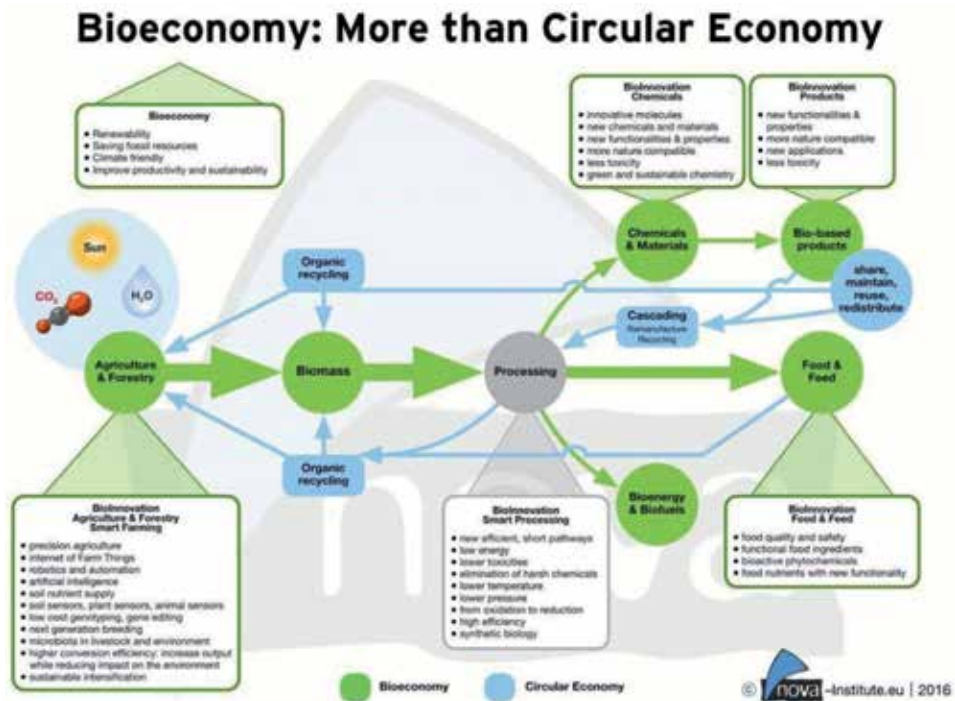 Bioeconomy: More than Circular Economy
Bioeconomy
• Renewability
• Saving fossil resources
• Climate friendly
• Improve productivity and sustainability
BioInnovation
Chemicals
• innovative molecules
• new chemicals and materials
• new functionalities & properties
• more nature compatible
• less toxicity
• green and sustainable chemistry
BioInnovation
Products
• new functionalities &
properties
• more nature compatible
• new applications
• less toxicity
Sun
CO₂
H₂O
Organic
recycling
Chemicals
& Materials
Bio-based
products
share,
maintain,
reuse,
redistribute
Cascading
Remanufacture
Recycling
Agriculture
& Forestry
Biomass
Processing
Food &
Feed
Organic
recycling
Bioenergy
& Biofuels
BioInnovation
Agriculture & Forestry
Smart Farming
• precision agriculture
• internet of Farm Things
• robotics and automation
• artificial intelligence
• soil nutrient supply
• soil sensors, plant sensors, animal sensors
• low cost genotyping, gene editing
• next generation breeding
• microbiota in livestock and environment
• higher conversion efficiency: increase output
while reducing impact on the environment
• sustainable intensification
BioInnovation
Smart Processing
• new efficient, short pathways
• low energy
• lower toxicities
• elimination of harsh chemicals
• lower temperature
• lower pressure
• from oxidation to reduction
• high efficiency
• synthetic biology
BioInnovation
Food & Feed
• food quality and safety
• functional food ingredients
• bioactive phytochemicals
• food nutrients with new functionality
nova
Bioeconomy
Circular Economy
© nova-Institute.eu | 2016